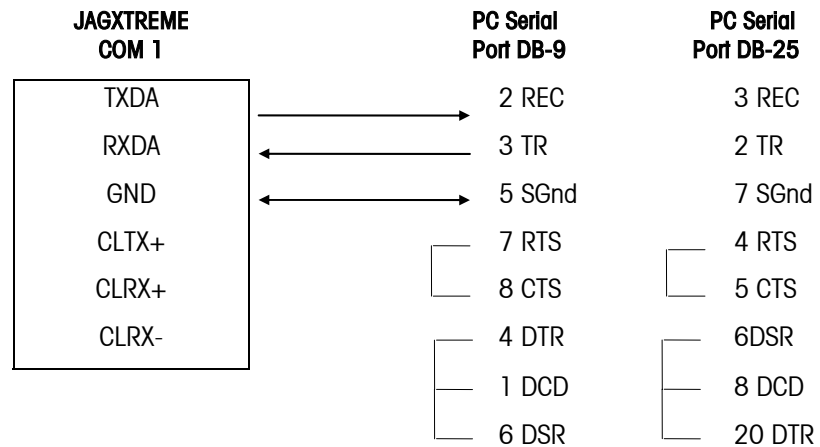 JAGXTREME PC Serial PC Serial
COM 1 Port DB-9 Port DB-25
TXDA 2 REC 3 REC
RXDA 3 TR 2 TR
GND 5 SGnd 7 SGnd
CLTX+ 7 RTS 4 RTS
CLRX+ 8 CTS 5 CTS
CLRX- 4 DTR 6DSR
1 DCD 8 DCD
6 DSR 20 DTR